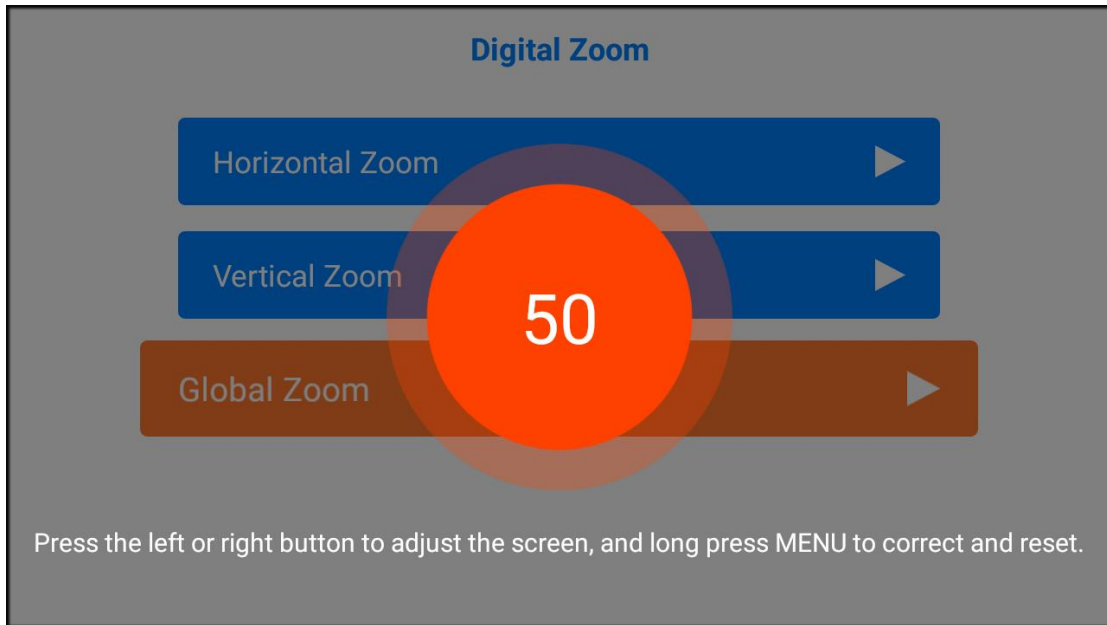 Digital Zoom
Horizontal Zoom
Vertical Zoom
50
Global Zoom
Press the left or right button to adjust the screen, and long press MENU to correct and reset.